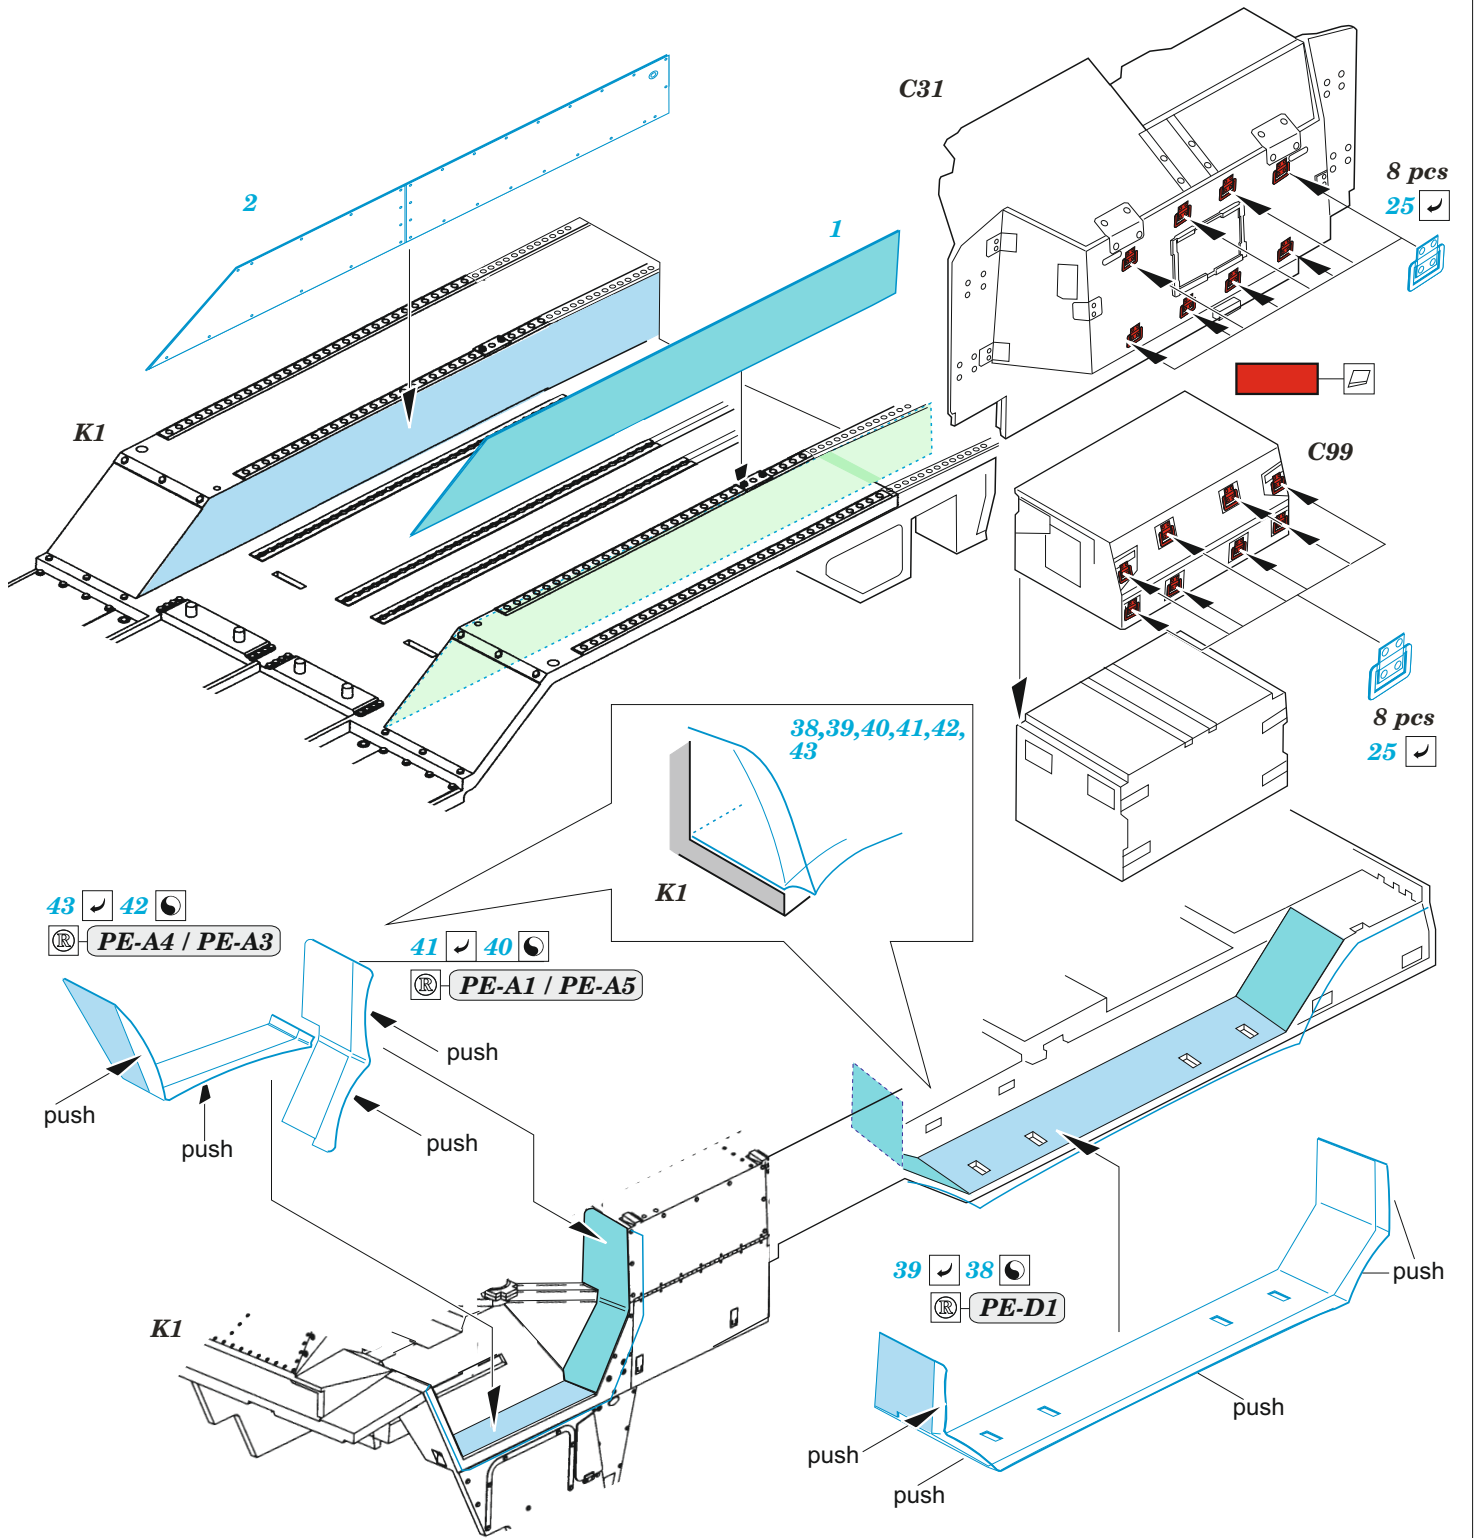 C31
8 pcs
25
2
1
K1
C99
8 pcs
25
38,39,40,41,42,
43
K1
43 42
® PE-A4 / PE-A3
41 40
® PE-A1 / PE-A5
push
push
push
push
39 38
® PE-D1
K1
push
push
push
push